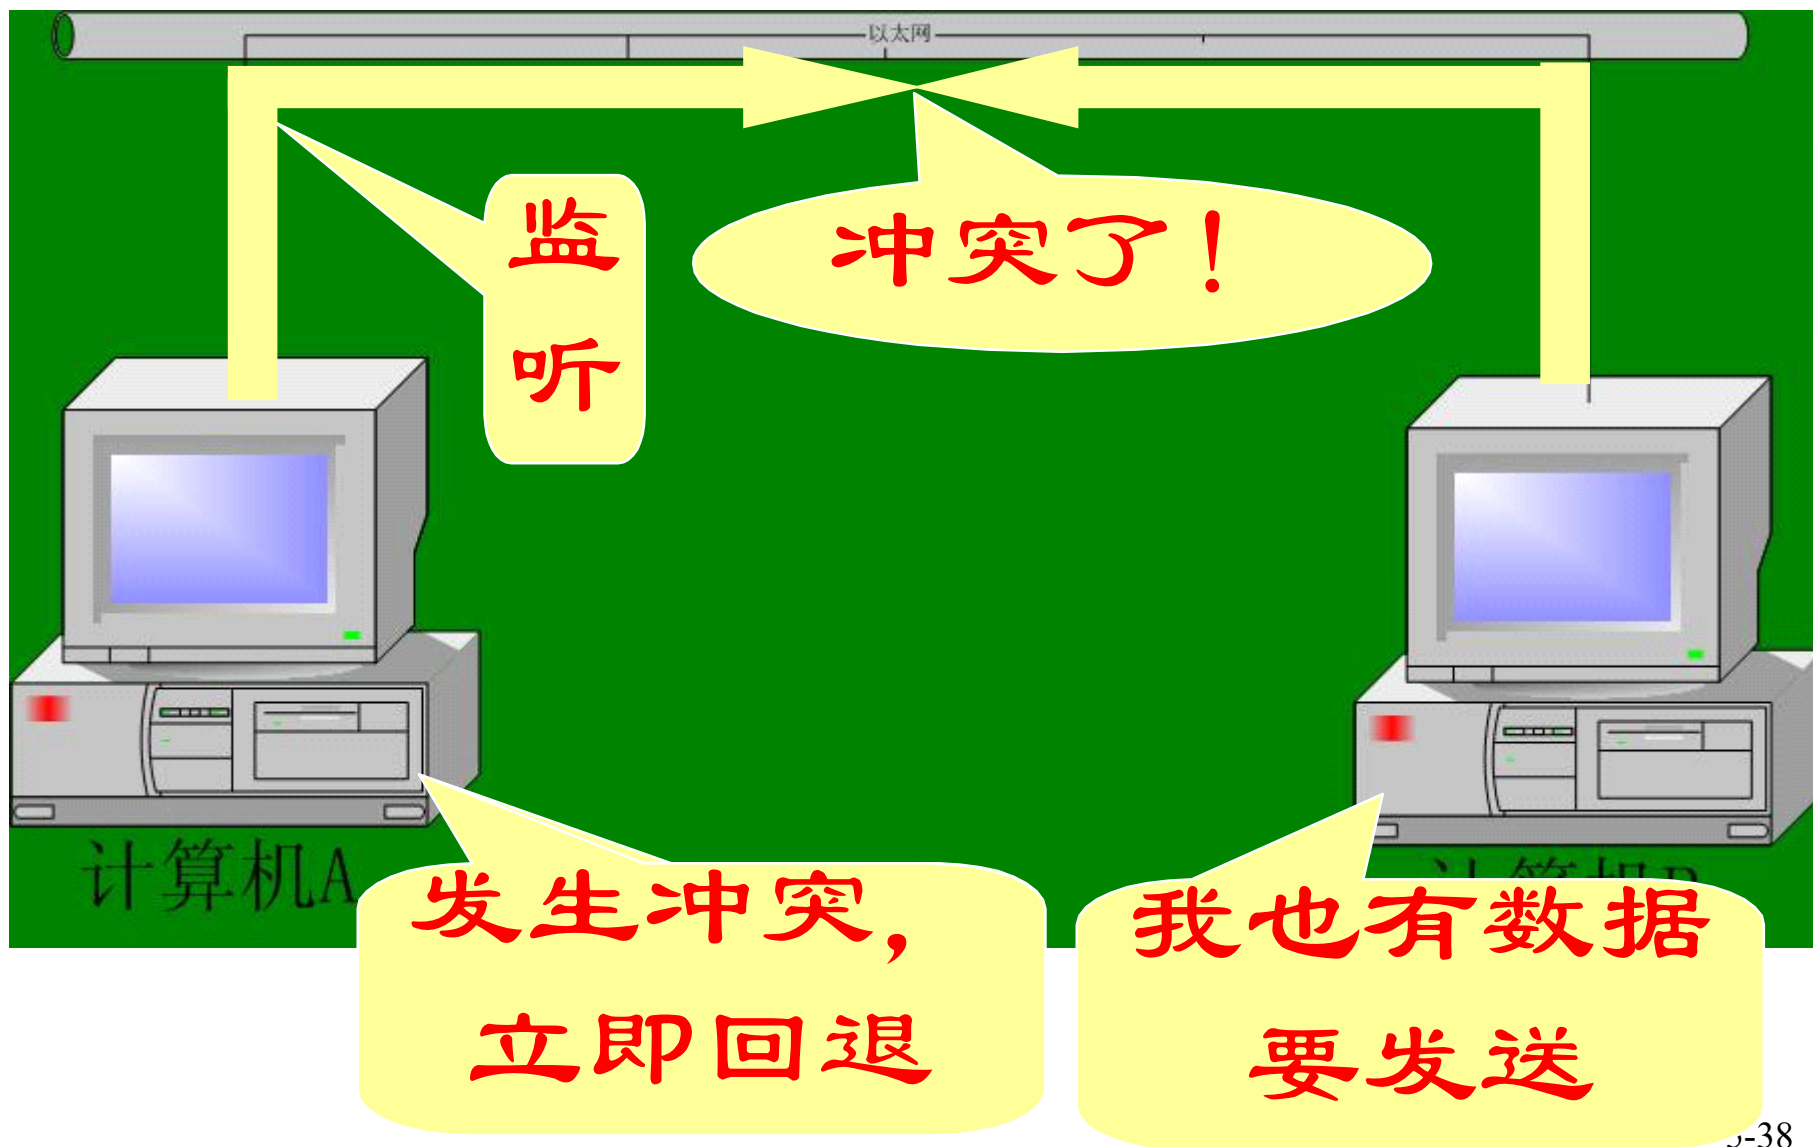 以太网
监
听
冲突了！
计算机A
发生冲突，
立即回退
我也有数据
要发送
-38